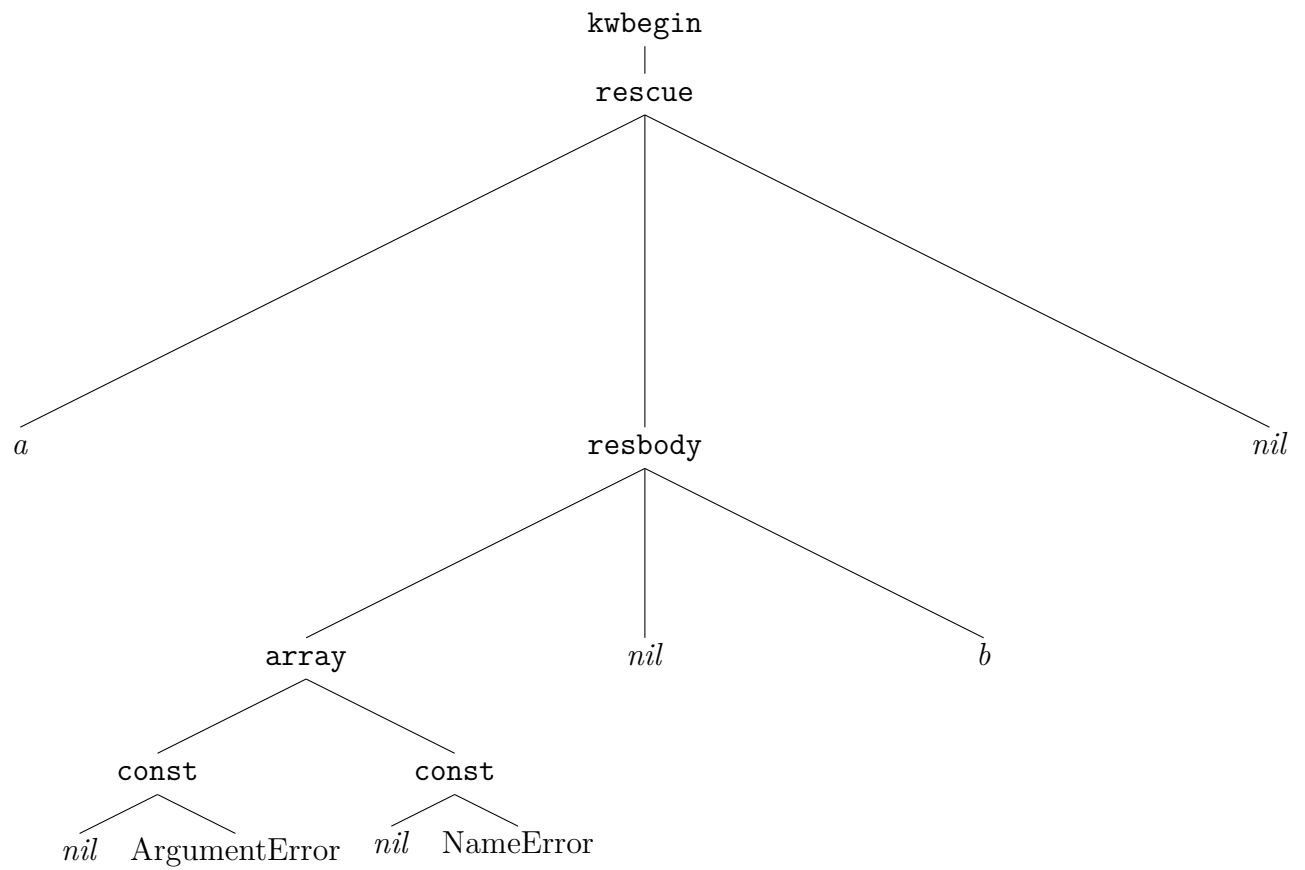 kwbegin
rescue
a resbody nil
array nil b
const const
nil ArgumentError nil NameError